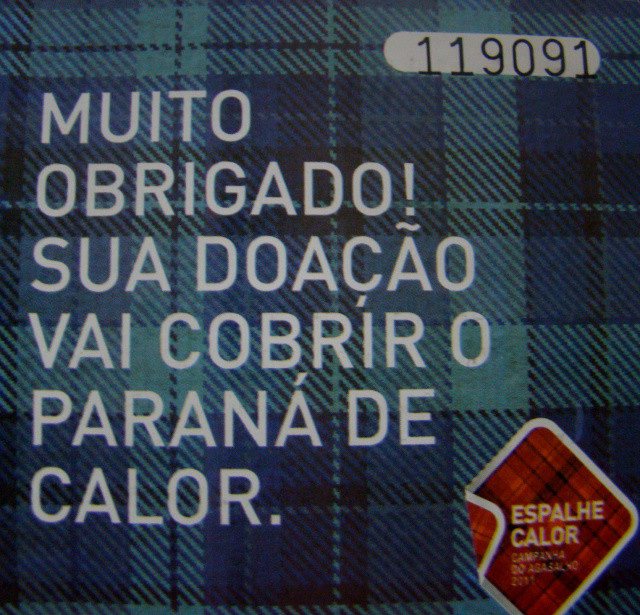 119091
MUITO
OBRIGADO!
SUA DOAÇÃO
VAI COBRIR O
PARANÁ DE
CALOR.
ESPALHE
CALOR
CAMPANHA
DO AGASALHO
2011